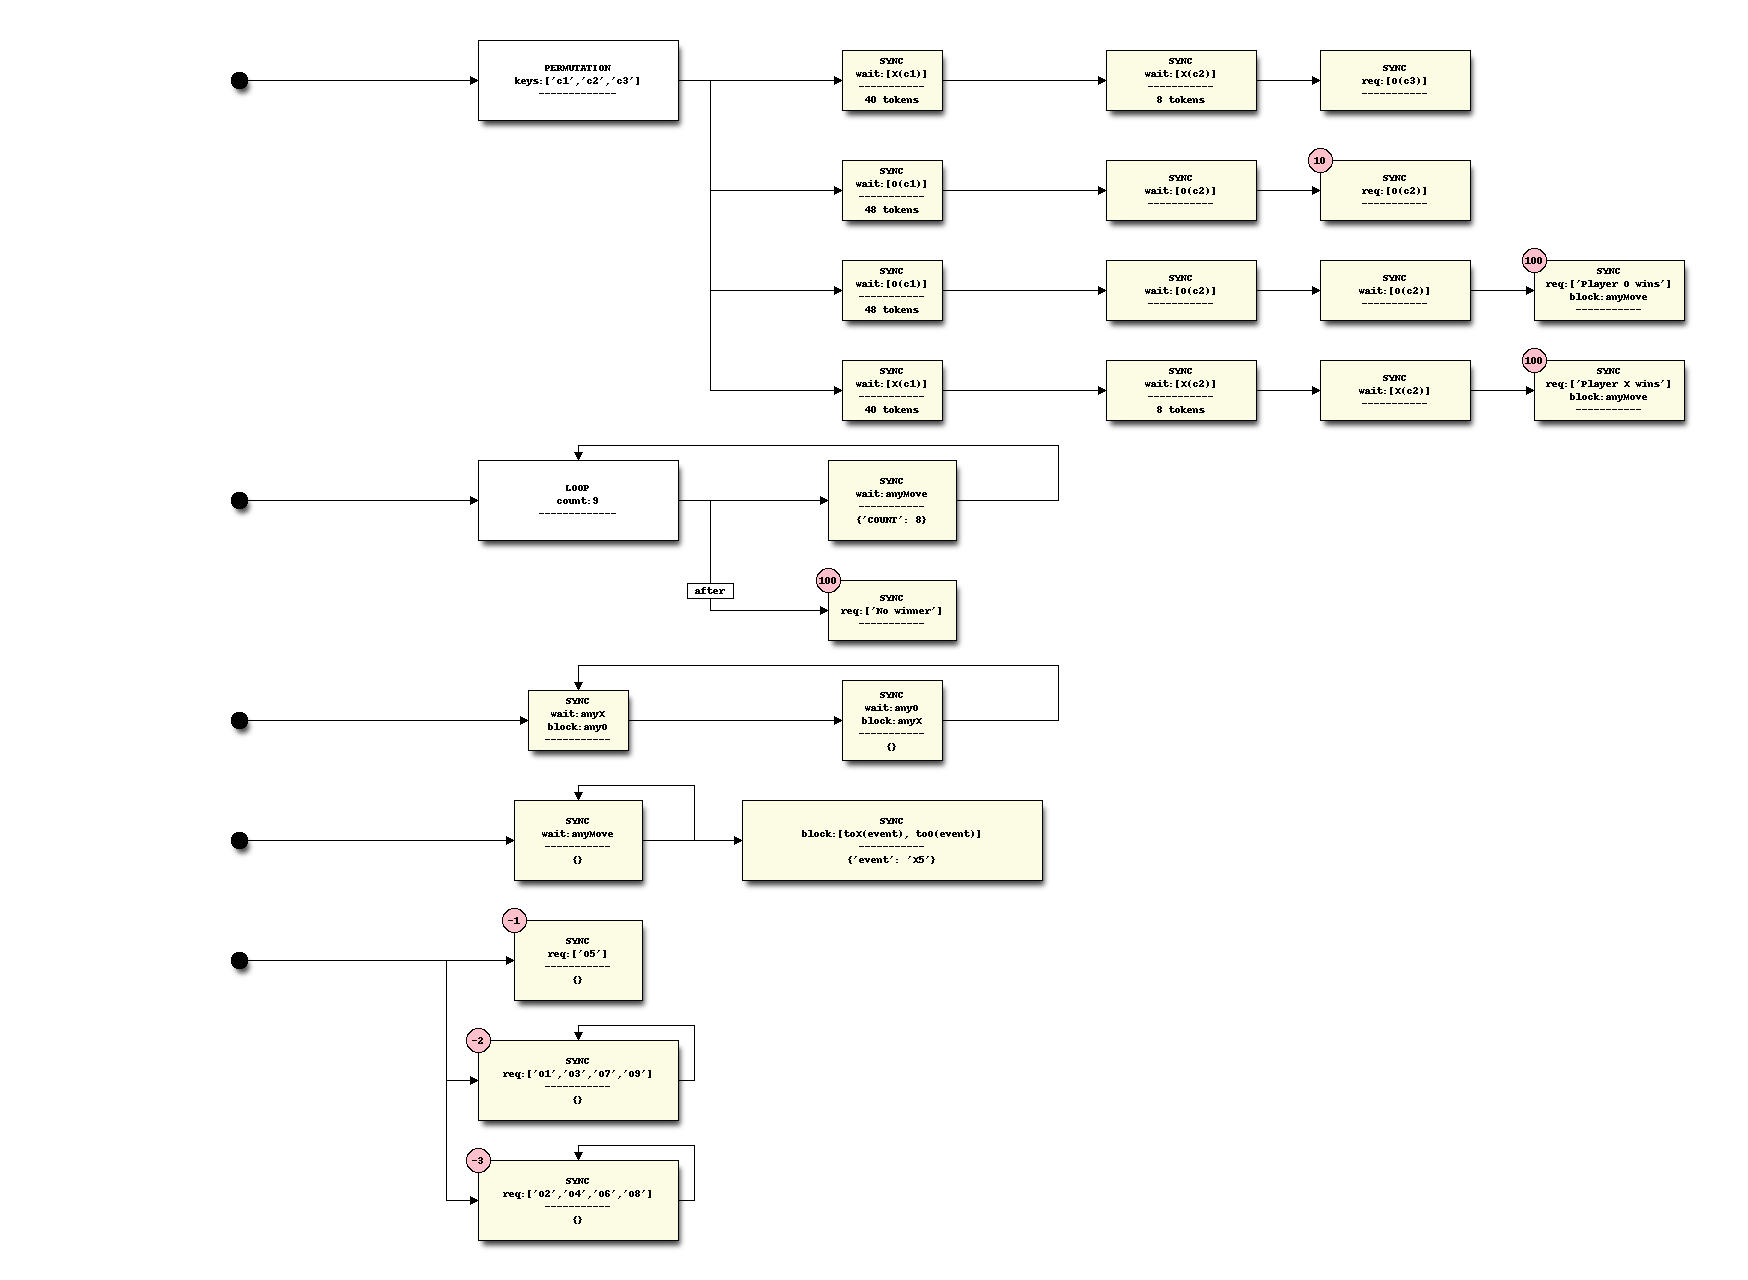 PERMUTATION
keys:['c1','c2','c3']
-------------
SYNC
wait:[X(c1)]
-----------
40 tokens
SYNC
wait:[X(c2)]
-----------
8 tokens
SYNC
req:[O(c3)]
-----------
SYNC
wait:[O(c1)]
-----------
48 tokens
SYNC
wait:[O(c2)]
-----------
10
SYNC
req:[O(c2)]
-----------
SYNC
wait:[O(c1)]
-----------
48 tokens
SYNC
wait:[O(c2)]
-----------
SYNC
wait:[O(c2)]
-----------
100
SYNC
req:['Player O wins']
block:anyMove
-----------
SYNC
wait:[X(c1)]
-----------
40 tokens
SYNC
wait:[X(c2)]
-----------
8 tokens
SYNC
wait:[X(c2)]
-----------
100
SYNC
req:['Player X wins']
block:anyMove
-----------
LOOP
count:9
-------------
SYNC
wait:anyMove
-----------
{'COUNT': 8}
after
100
SYNC
req:['No winner']
-----------
SYNC
wait:anyX
block:anyO
-----------
SYNC
wait:anyO
block:anyX
-----------
{}
SYNC
wait:anyMove
-----------
{}
SYNC
block:[toX(event), toO(event)]
-----------
{'event': 'X5'}
-1
SYNC
req:['O5']
-----------
{}
-2
SYNC
req:['O1','O3','O7','O9']
-----------
{}
-3
SYNC
req:['O2','O4','O6','O8']
-----------
{}